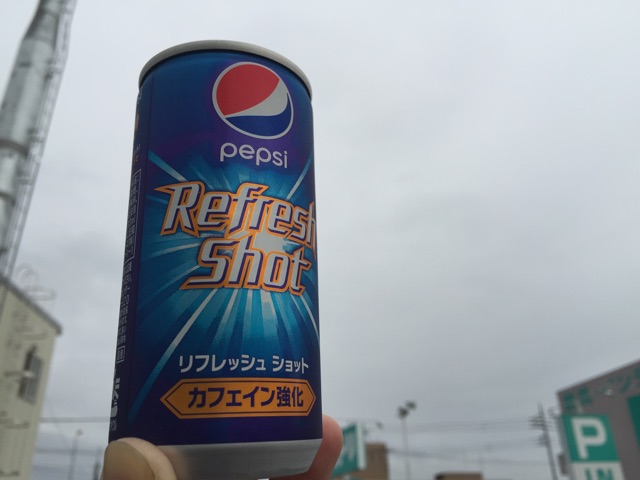 pepsi
Refresh
Shot
リフレッシュ ショット
カフェイン強化
P
IN